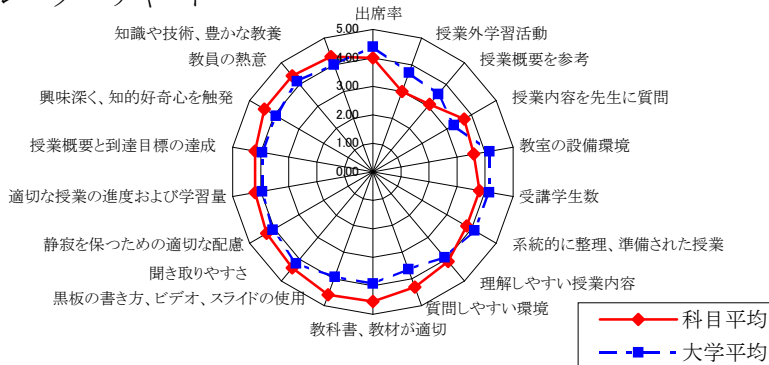 レーダーチャート
出席率
授業外学習活動
授業概要を参考
授業内容を先生に質問
教室の設備環境
受講学生数
系統的に整理、準備された授業
理解しやすい授業内容
質問しやすい環境
教科書、教材が適切
黒板の書き方、ビデオ、スライドの使用
聞き取りやすさ
静寂を保つための適切な配慮
適切な授業の進度および学習量
授業概要と到達目標の達成
興味深く、知的好奇心を触発
教員の熱意
知識や技術、豊かな教養
5.00
4.00
3.00
2.00
1.00
0.00
科目平均
大学平均